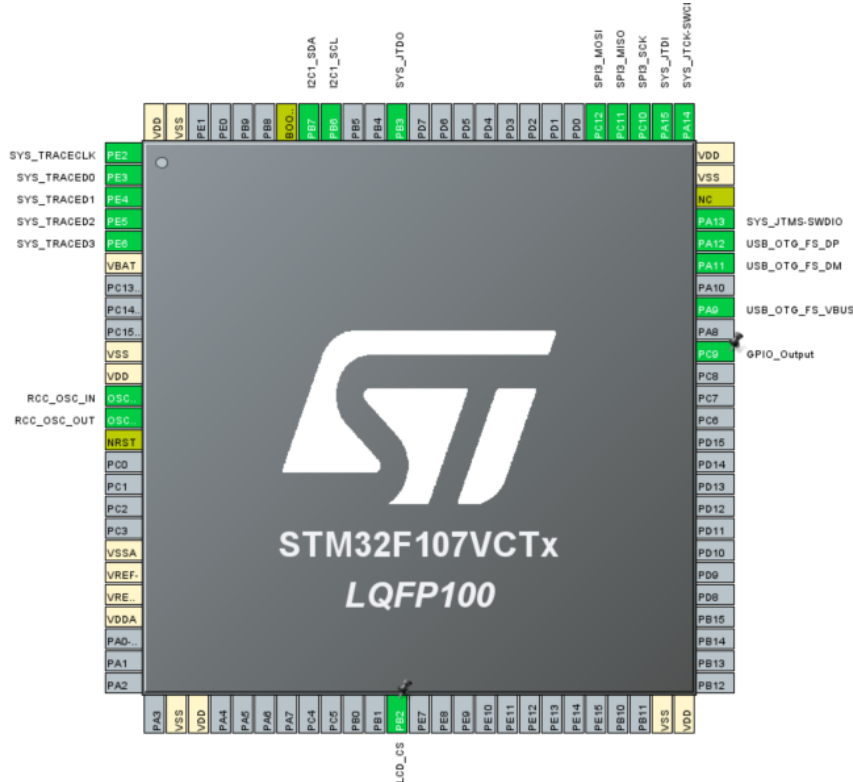 I2C1_SDA
I2C1_SCL
SYS_JTDO
SPI3_MOSI
SPI3_MISO
SPI3_SCK
SYS_JTDI
SYS_JTCK-SWCL
VDD
VSS
PE1
PE0
PB9
PB8
BOO..
PB7
PB6
PB5
PB4
PB3
PD7
PD6
PD5
PD4
PD3
PD2
PD1
PD0
PC12
PC11
PC10
PA15
PA14
SYS_TRACECLK PE2
SYS_TRACED0 PE3
SYS_TRACED1 PE4
SYS_TRACED2 PE5
SYS_TRACED3 PE6
VBAT
PC13..
PC14..
PC15..
VSS
VDD
RCC_OSC_IN OSC..
RCC_OSC_OUT OSC..
NRST
PC0
PC1
PC2
PC3
VSSA
VREF-
VRE..
VDDA
PA0-..
PA1
PA2
ST
STM32F107VCTx
LQFP100
VDD
VSS
NC
PA13 SYS_JTMS-SWDIO
PA12 USB_OTG_FS_DP
PA11 USB_OTG_FS_DM
PA10
PA9 USB_OTG_FS_VBUS
PA8
PC9 GPIO_Output
PC8
PC7
PC6
PD15
PD14
PD13
PD12
PD11
PD10
PD9
PD8
PB15
PB14
PB13
PB12
PA3
VSS
VDD
PA4
PA5
PA6
PA7
PC4
PC5
PB0
PB1
PB2
PE7
PE8
PE9
PE10
PE11
PE12
PE13
PE14
PE15
PB10
PB11
VSS
VDD
LCD_CS